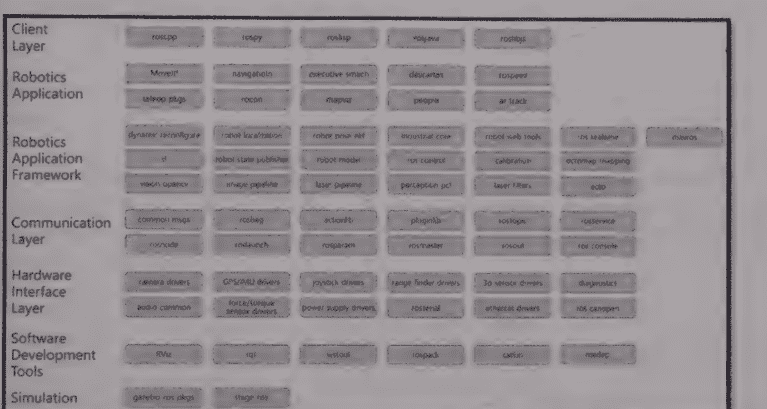 Client
Layer
roscpp rospy roslisp rosjava roslibjs
Robotics
Application
MoveIt! navigation executive smach descartes rospeex
teleop pkgs rocon mapviz people ar track
Robotics
Application
Framework
dynamic reconfigure robot localization robot pose ekf industrial core robot web tools ros realtime mavros
tf robot state publisher robot model ros control calibration octomap mapping
vision opencv image pipeline laser pipeline perception pcl laser filters ecto
Communication
Layer
common msgs rosbag actionlib pluginlib rostopic rosservice
rosnode roslaunch rosparam rosmaster rosout ros console
Hardware
Interface
Layer
camera drivers GPS/IMU drivers joystick drivers range finder drivers 3d sensor drivers diagnostics
audio common force/torque sensor drivers power supply drivers rosserial ethercat drivers ros canopen
Software
Development
Tools
RViz rqt wstool rospack catkin rosdep
Simulation
gazebo ros pkgs stage ros